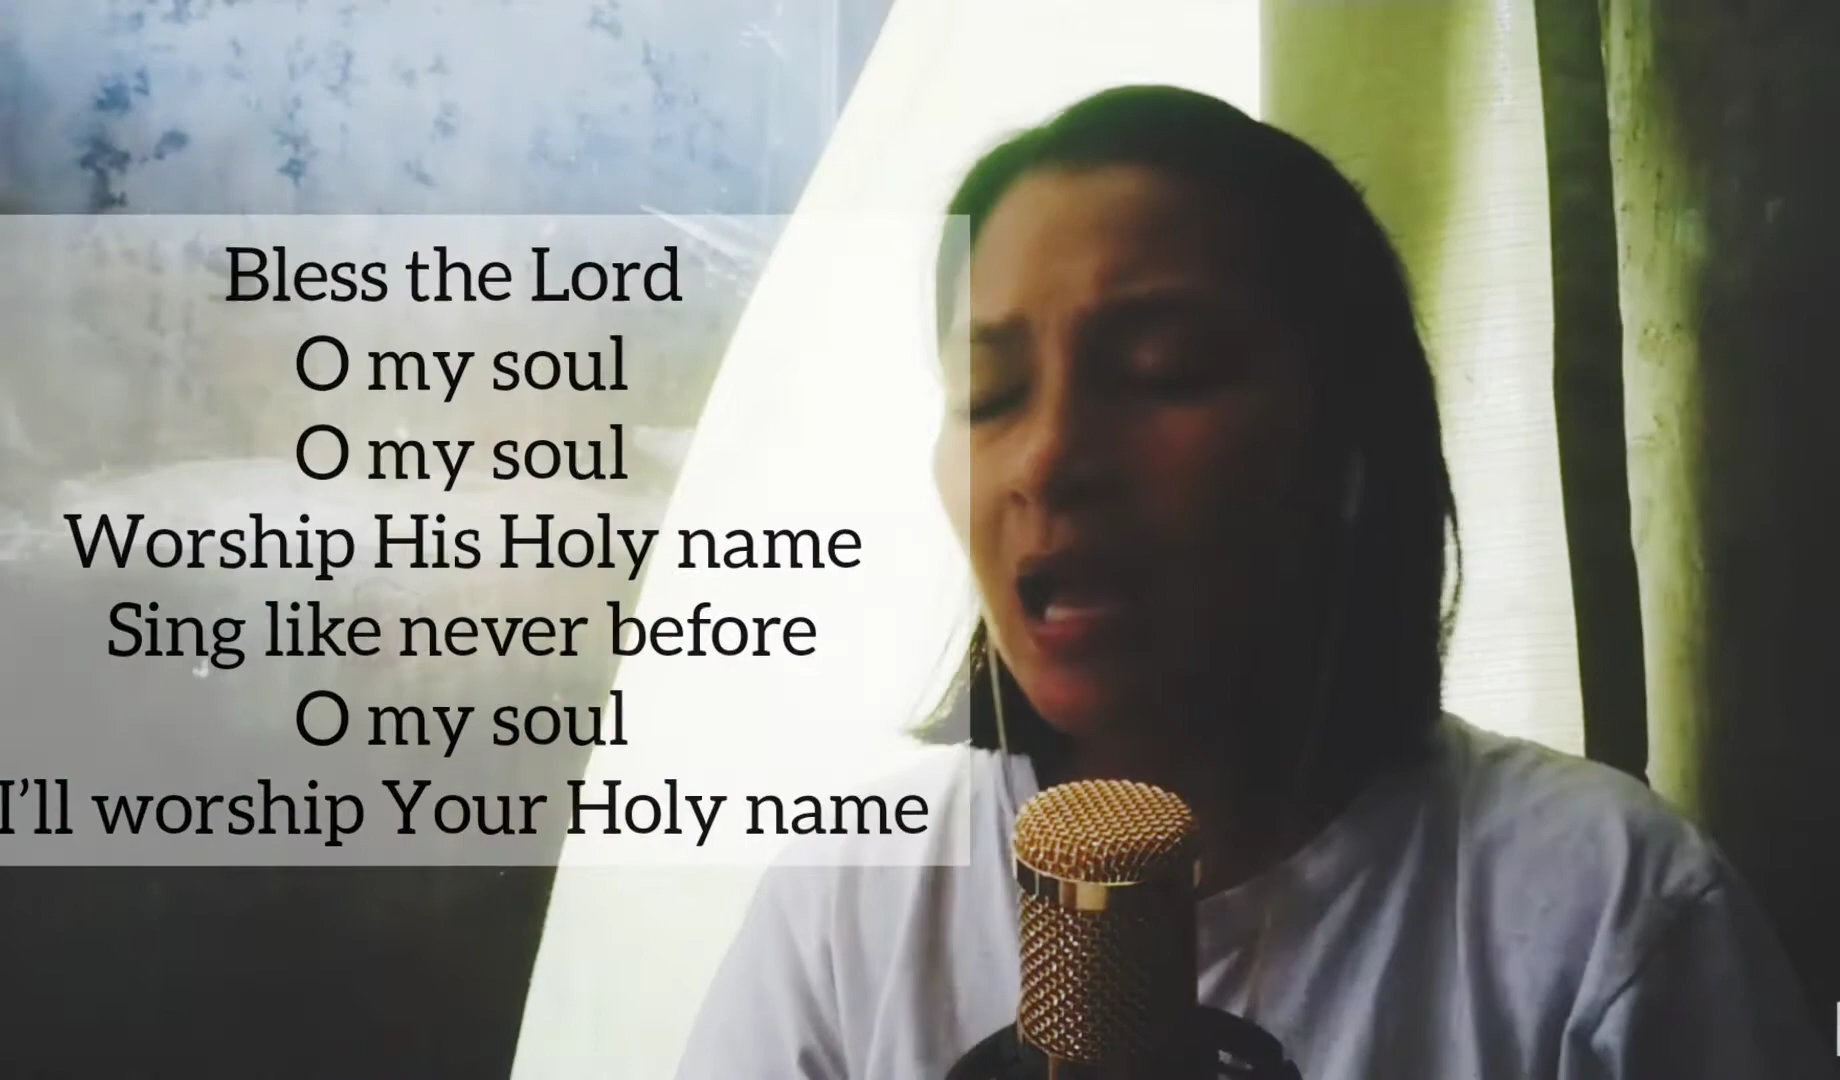 Bless the Lord
O my soul
O my soul
Worship His Holy name
Sing like never before
O my soul
I’ll worship Your Holy name